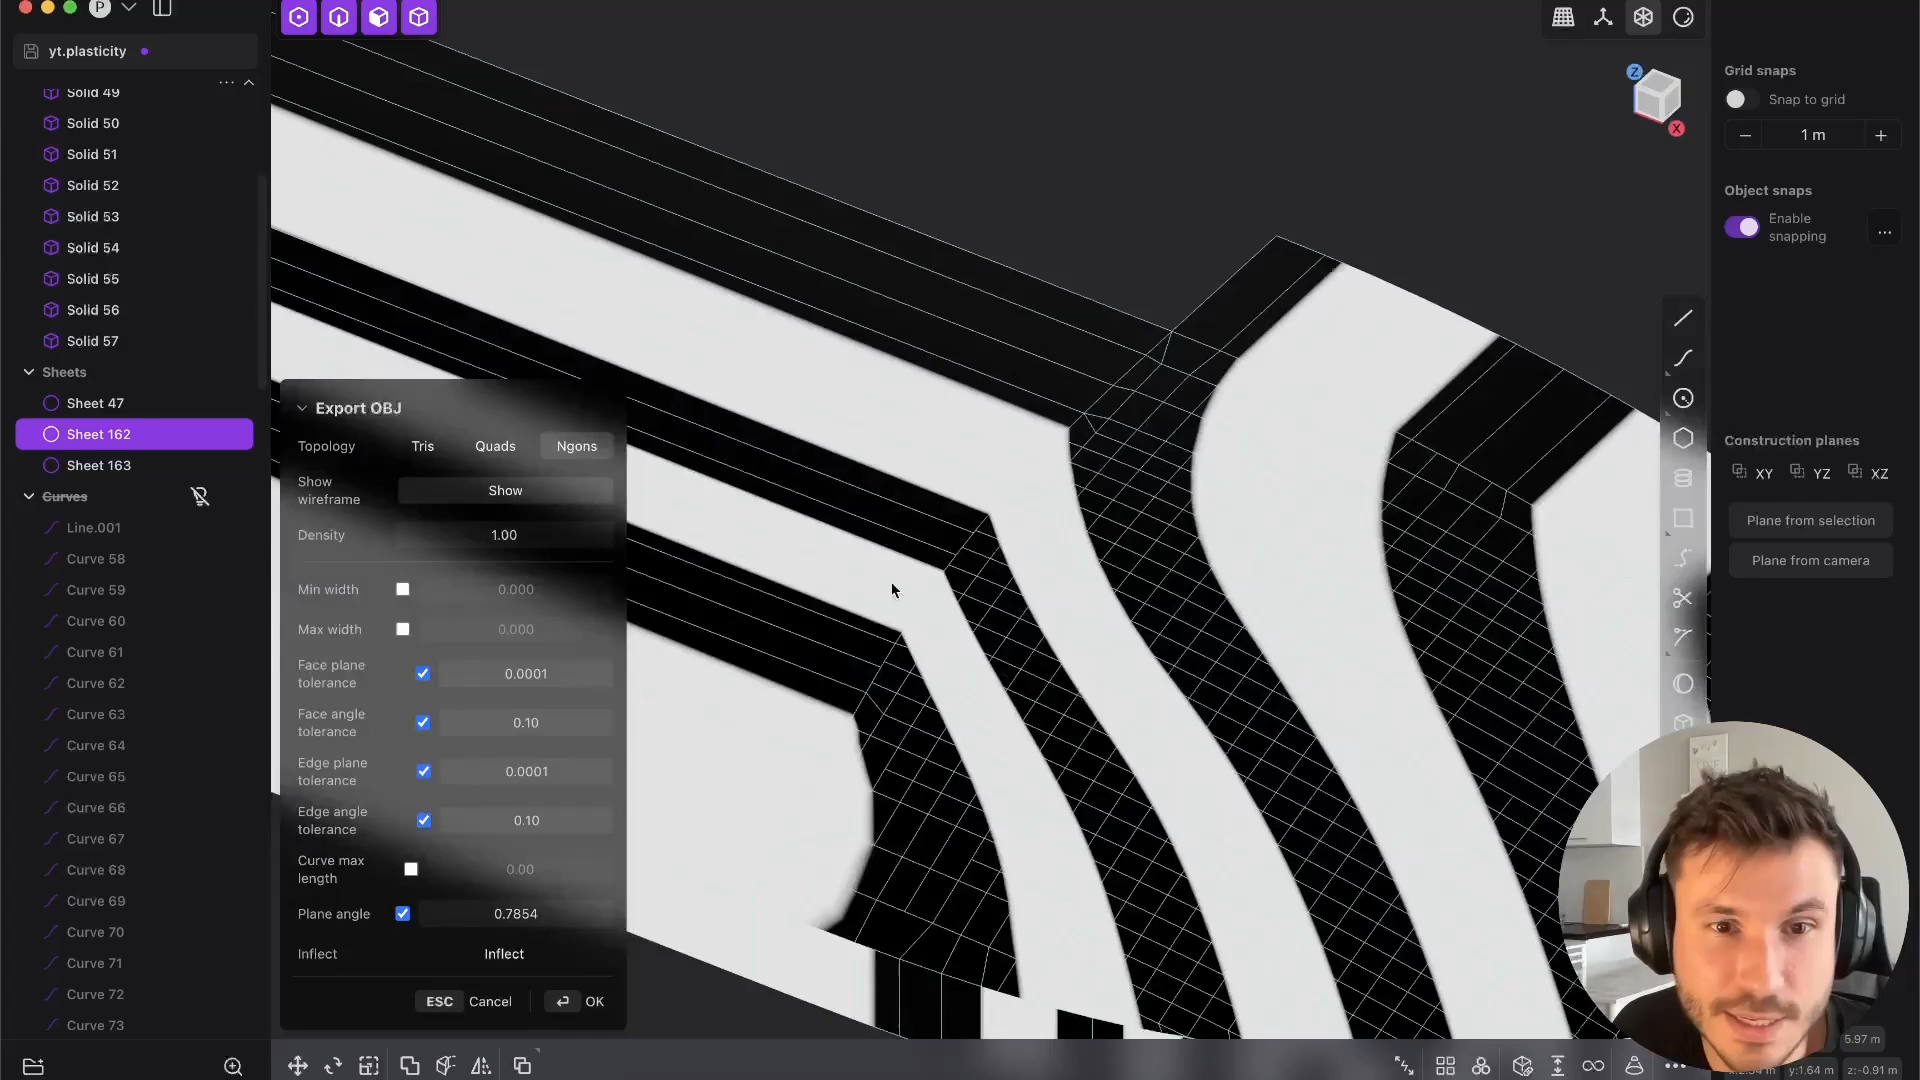 P
yt.plasticity
Solid 49
Solid 50
Solid 51
Solid 52
Solid 53
Solid 54
Solid 55
Solid 56
Solid 57
Sheets
Sheet 47
Sheet 162
Sheet 163
Curves
Line.001
Curve 58
Curve 59
Curve 60
Curve 61
Curve 62
Curve 63
Curve 64
Curve 65
Curve 66
Curve 67
Curve 68
Curve 69
Curve 70
Curve 71
Curve 72
Curve 73
Export OBJ
Topology Tris Quads Ngons
Show
wireframe
Show
Density 1.00
Min width 0.000
Max width 0.000
Face plane
tolerance
0.0001
Face angle
tolerance
0.10
Edge plane
tolerance
0.0001
Edge angle
tolerance
0.10
Curve max
length
0.00
Plane angle 0.7854
Inflect Inflect
ESC Cancel OK
Z
X
Grid snaps
Snap to grid
1 m
Object snaps
Enable
snapping
...
Construction planes
XY YZ XZ
Plane from selection
Plane from camera
5.97 m
y:1.64 m z:-0.91 m